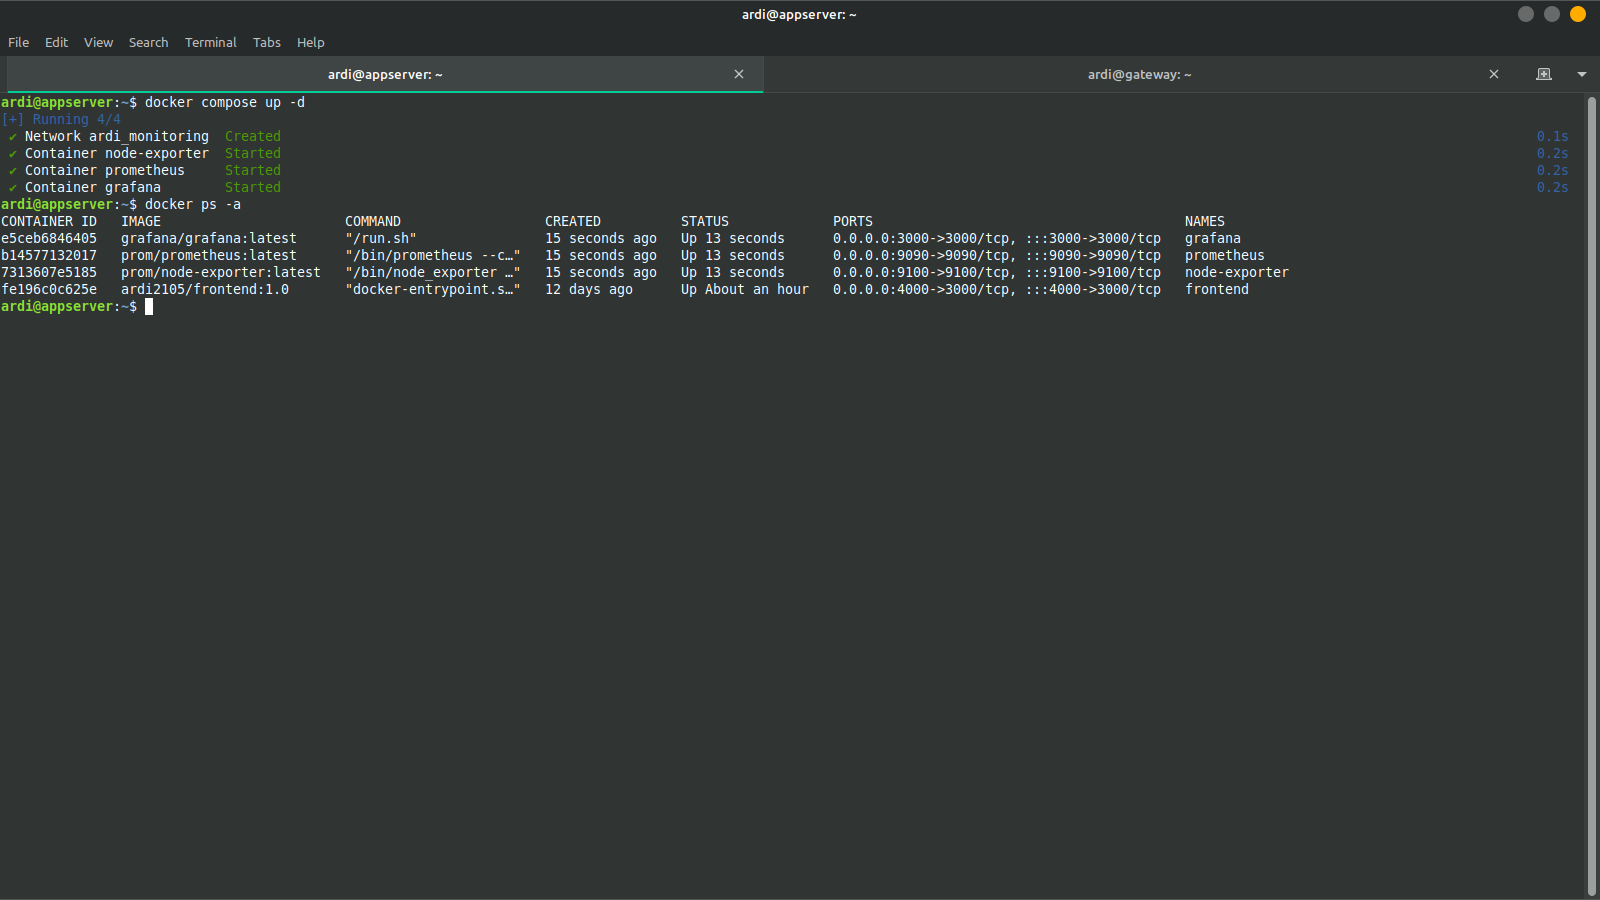 ardi@appserver: ~
File Edit View Search Terminal Tabs Help
ardi@appserver: ~ × ardi@gateway: ~ ×
ardi@appserver:~$ docker compose up -d
[+] Running 4/4
✔ Network ardi_monitoring  Created 0.1s
✔ Container node-exporter  Started 0.2s
✔ Container prometheus     Started 0.2s
✔ Container grafana        Started 0.2s
ardi@appserver:~$ docker ps -a
CONTAINER ID   IMAGE                       COMMAND                  CREATED          STATUS              PORTS                                       NAMES
e5ceb6846405   grafana/grafana:latest      "/run.sh"                15 seconds ago   Up 13 seconds       0.0.0.0:3000->3000/tcp, :::3000->3000/tcp   grafana
b14577132017   prom/prometheus:latest      "/bin/prometheus --c…"   15 seconds ago   Up 13 seconds       0.0.0.0:9090->9090/tcp, :::9090->9090/tcp   prometheus
7313607e5185   prom/node-exporter:latest   "/bin/node_exporter …"   15 seconds ago   Up 13 seconds       0.0.0.0:9100->9100/tcp, :::9100->9100/tcp   node-exporter
fe196c0c625e   ardi2105/frontend:1.0       "docker-entrypoint.s…"   12 days ago      Up About an hour    0.0.0.0:4000->3000/tcp, :::4000->3000/tcp   frontend
ardi@appserver:~$